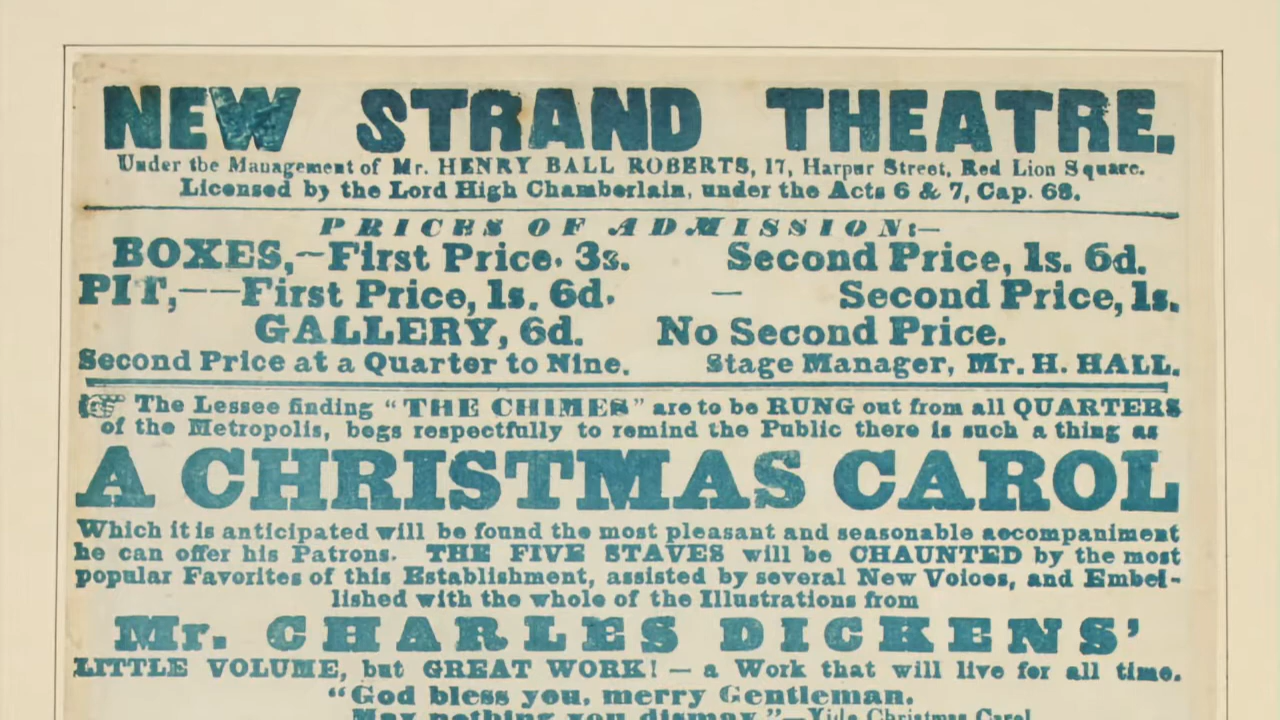 NEW STRAND THEATRE.
Under the Management of Mr. HENRY BALL ROBERTS, 17, Harpur Street, Red Lion Square.
Licensed by the Lord High Chamberlain, under the Acts 6 & 7, Cap. 68.
PRICES OF ADMISSION:—
BOXES,—First Price. 3s. Second Price, 1s. 6d.
PIT,——First Price, 1s. 6d. — Second Price, 1s.
GALLERY, 6d. No Second Price.
Second Price at a Quarter to Nine. Stage Manager, Mr. H. HALL.
☞ The Lessee finding "THE CHIMES" are to be RUNG out from all QUARTERS
of the Metropolis, begs respectfully to remind the Public there is such a thing as
A CHRISTMAS CAROL
Which it is anticipated will be found the most pleasant and seasonable accompaniment
he can offer his Patrons. THE FIVE STAVES will be CHAUNTED by the most
popular Favorites of this Establishment, assisted by several New Voices, and Embel-
lished with the whole of the Illustrations from
Mr. CHARLES DICKENS'
LITTLE VOLUME, but GREAT WORK! — a Work that will live for all time.
"God bless you, merry Gentleman.
May nothing you dismay."—Vide Christmas Carol